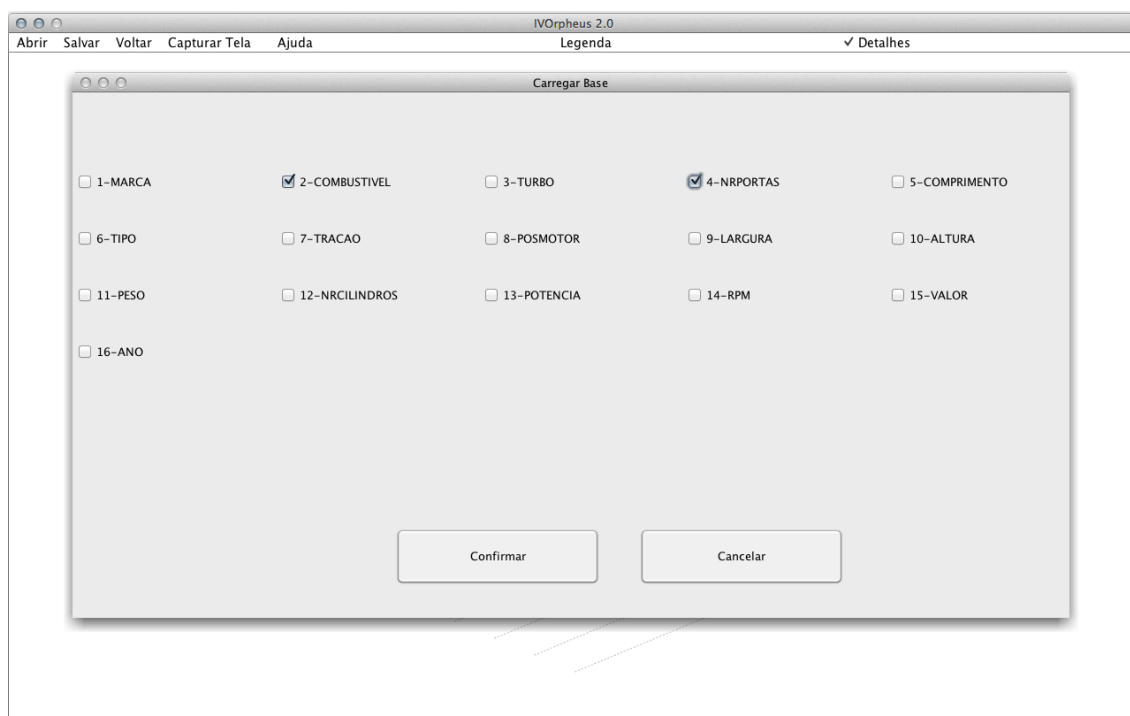 IVOrpheus 2.0
Abrir Salvar Voltar Capturar Tela Ajuda Legenda ✓ Detalhes
Carregar Base
1-MARCA 2-COMBUSTIVEL 3-TURBO 4-NRPORTAS 5-COMPRIMENTO
6-TIPO 7-TRACAO 8-POSMOTOR 9-LARGURA 10-ALTURA
11-PESO 12-NRCILINDROS 13-POTENCIA 14-RPM 15-VALOR
16-ANO
Confirmar Cancelar